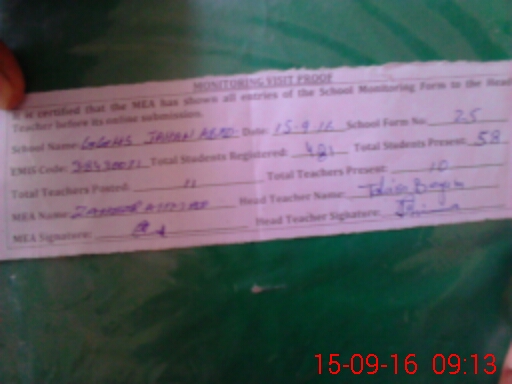 MONITORING VISIT PROOF
It is certified that the MEA has shown all entries of the School Monitoring Form to the Head
Teacher before its online submission.
School Name: Date: 15-9-16 School Form No: 25
EMIS Code: Total Students Registered: 481 Total Students Present: 58
Total Teachers Posted: 11 Total Teachers Present: 10
MEA Name: Head Teacher Name:
MEA Signature: Head Teacher Signature:
15-09-16 09:13